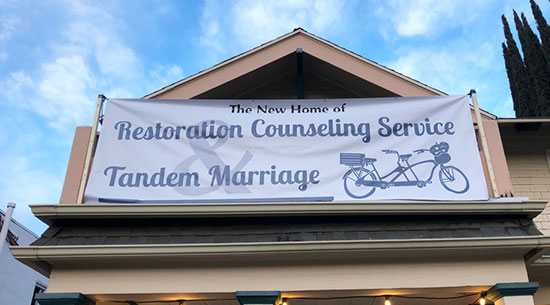 The New Home of
Restoration Counseling Service
&
Tandem Marriage